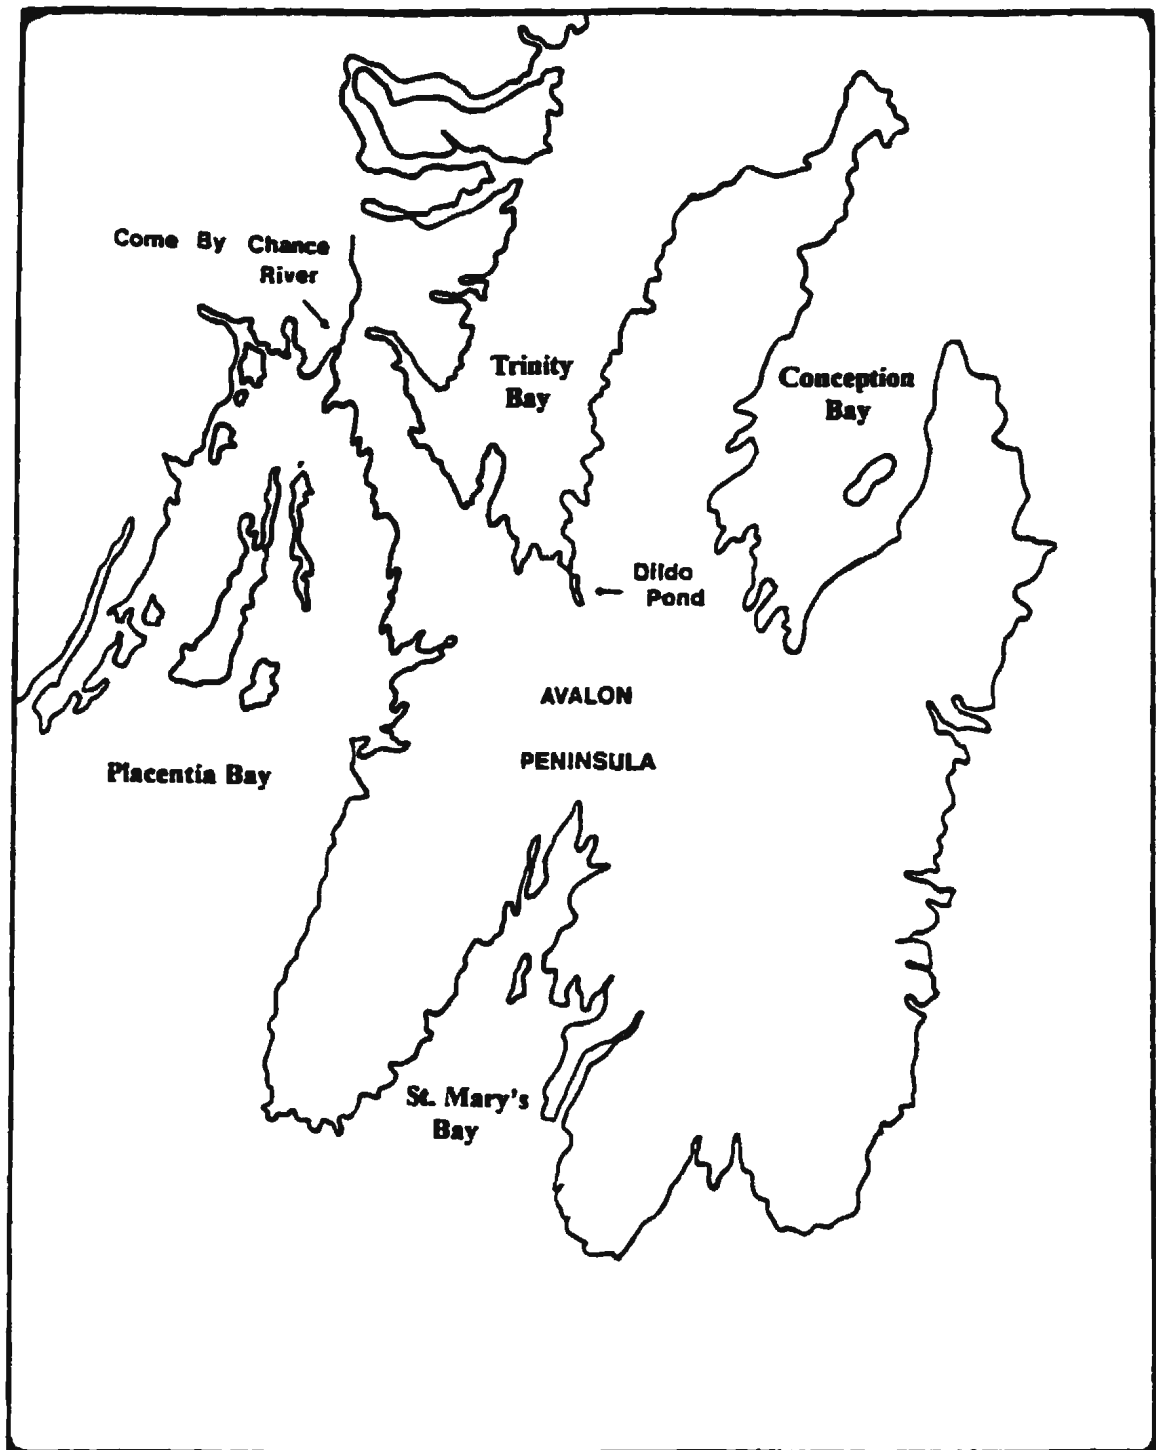 Come By Chance
River
Trinity
Bay
Conception
Bay
Dildo
Pond
AVALON
PENINSULA
Placentia Bay
St. Mary's
Bay